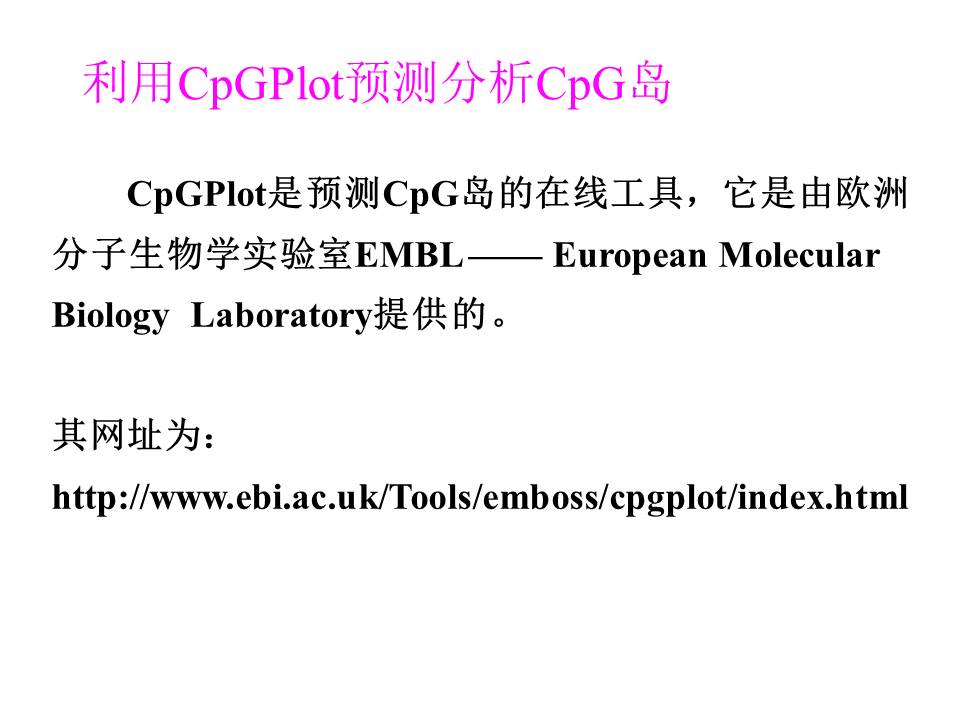 利用CpGPlot预测分析CpG岛
CpGPlot是预测CpG岛的在线工具，它是由欧洲
分子生物学实验室EMBL—— European Molecular
Biology Laboratory提供的。
其网址为：
http://www.ebi.ac.uk/Tools/emboss/cpgplot/index.html